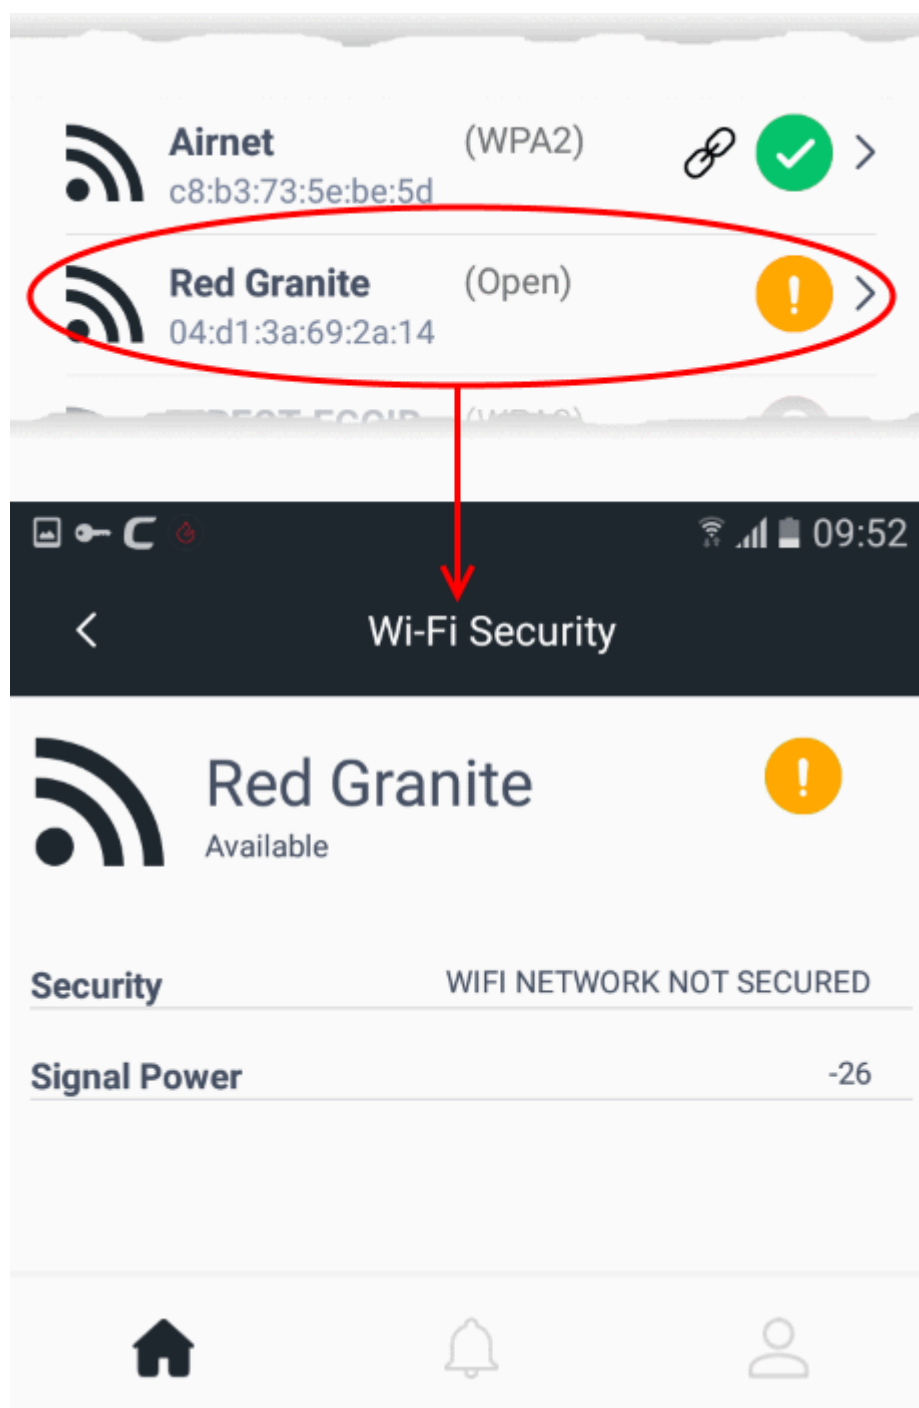 Airnet (WPA2)
c8:b3:73:5e:be:5d
Red Granite (Open)
04:d1:3a:69:2a:14
09:52
Wi-Fi Security
Red Granite
Available
Security WIFI NETWORK NOT SECURED
Signal Power -26